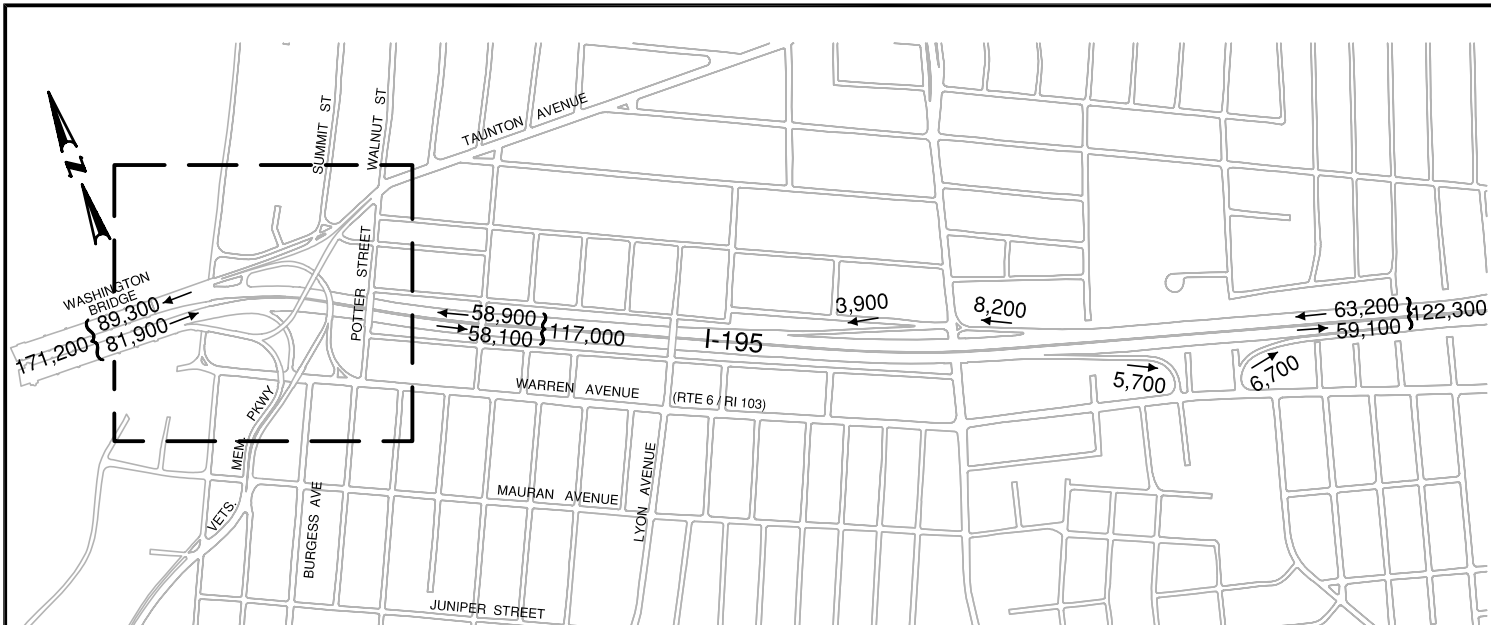 SUMMIT ST
WALNUT ST
TAUNTON AVENUE
N
WASHINGTON
BRIDGE
POTTER STREET
89,300
81,900
171,200
58,900
58,100
117,000
I-195
3,900
8,200
63,200
59,100
122,300
5,700
6,700
WARREN AVENUE
(RTE 6 / RI 103)
VETS. MEM. PKWY
BURGESS AVE
MAURAN AVENUE
LYON AVENUE
JUNIPER STREET